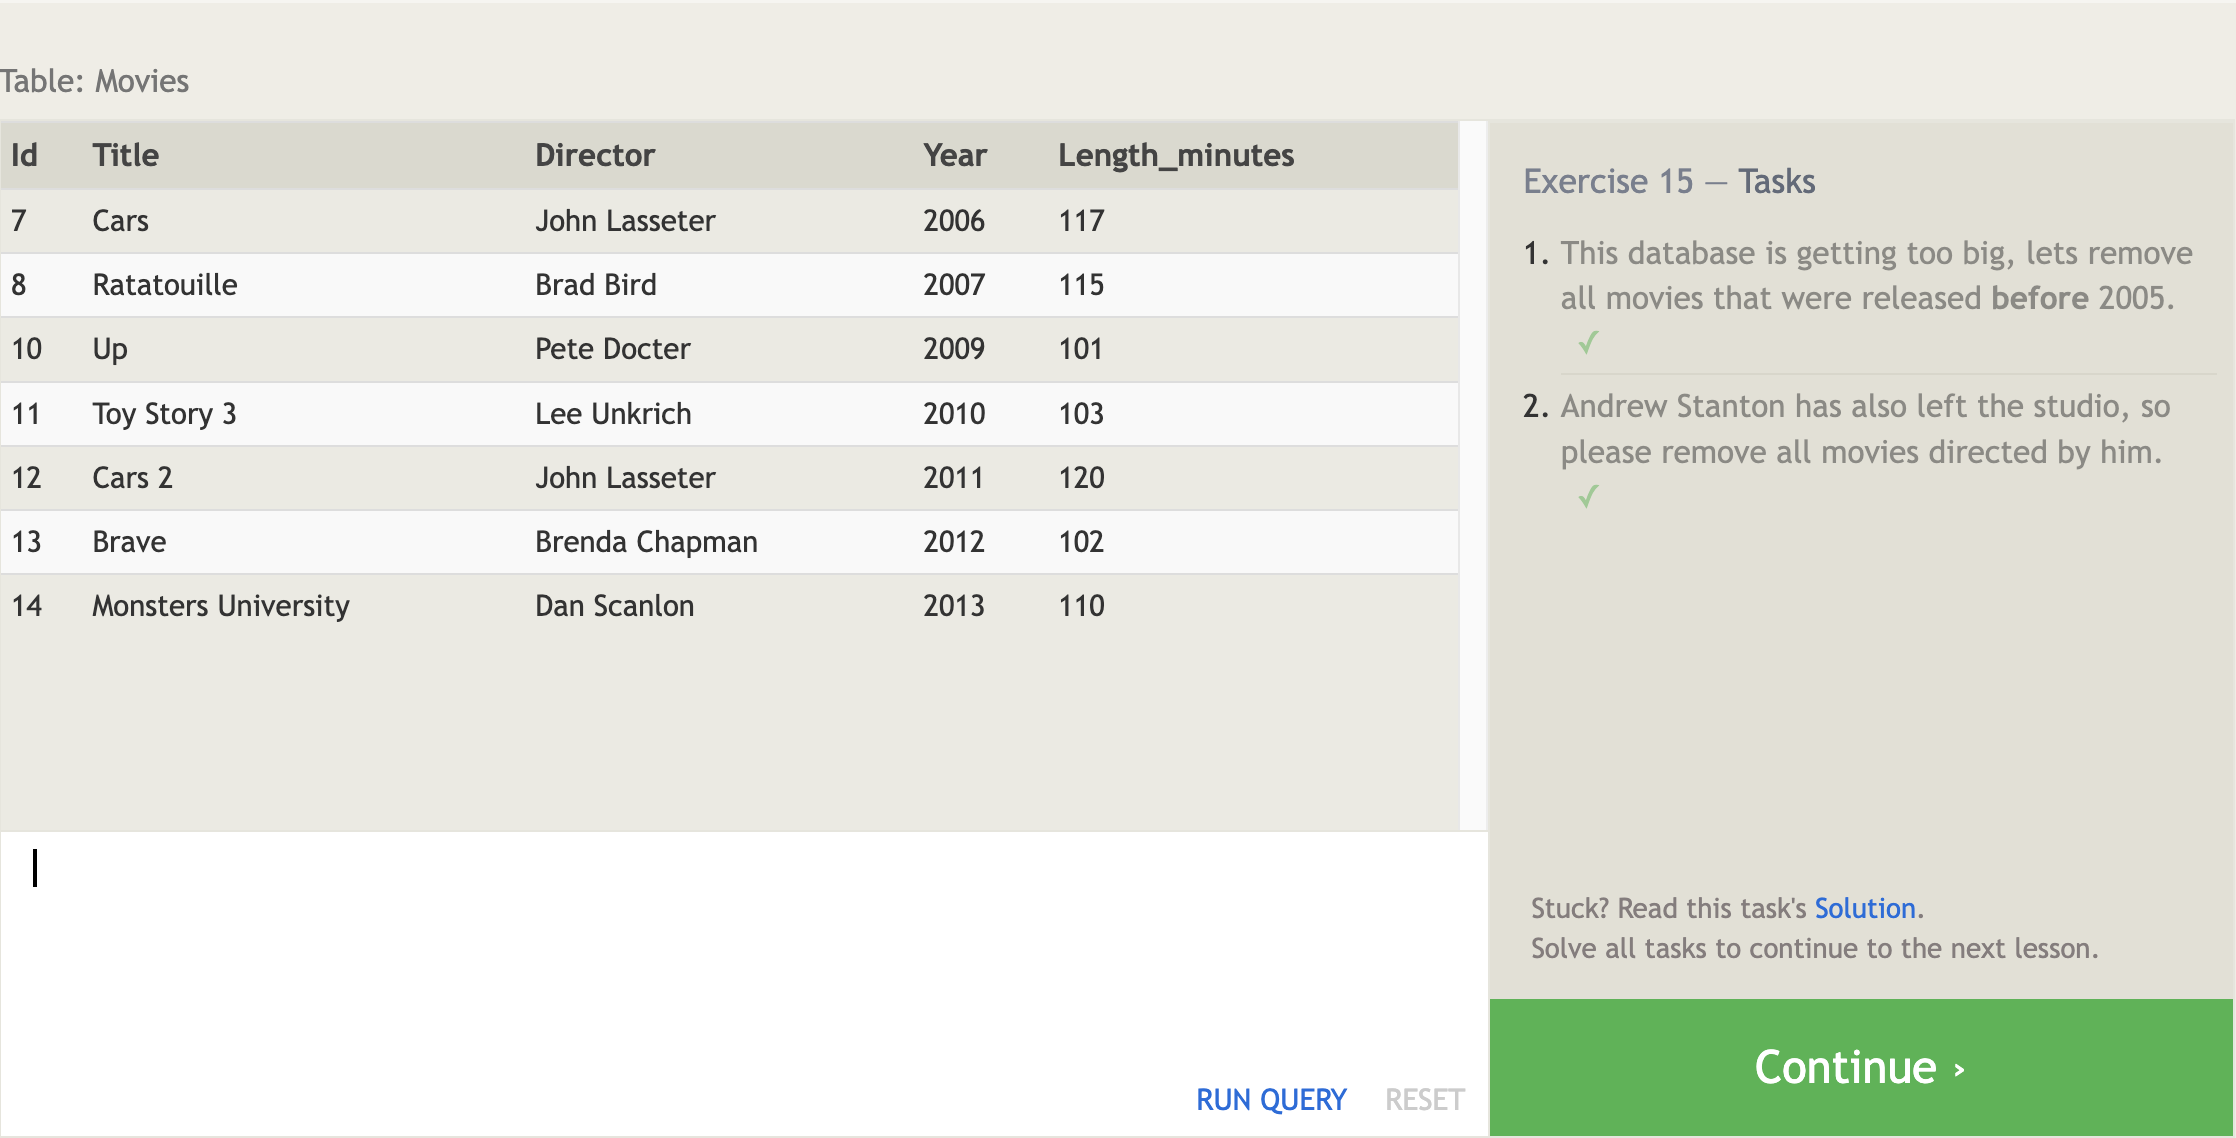 Table: Movies
Id Title Director Year Length_minutes
7 Cars John Lasseter 2006 117
8 Ratatouille Brad Bird 2007 115
10 Up Pete Docter 2009 101
11 Toy Story 3 Lee Unkrich 2010 103
12 Cars 2 John Lasseter 2011 120
13 Brave Brenda Chapman 2012 102
14 Monsters University Dan Scanlon 2013 110
RUN QUERY RESET
Exercise 15 — Tasks
1. This database is getting too big, lets remove
all movies that were released before 2005.
✓
2. Andrew Stanton has also left the studio, so
please remove all movies directed by him.
✓
Stuck? Read this task's Solution.
Solve all tasks to continue to the next lesson.
Continue ›